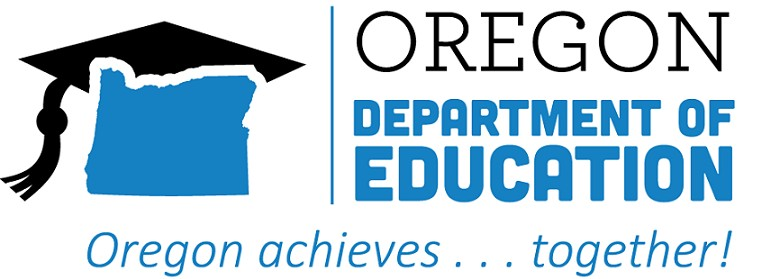 OREGON
DEPARTMENT OF
EDUCATION
Oregon achieves . . . together!